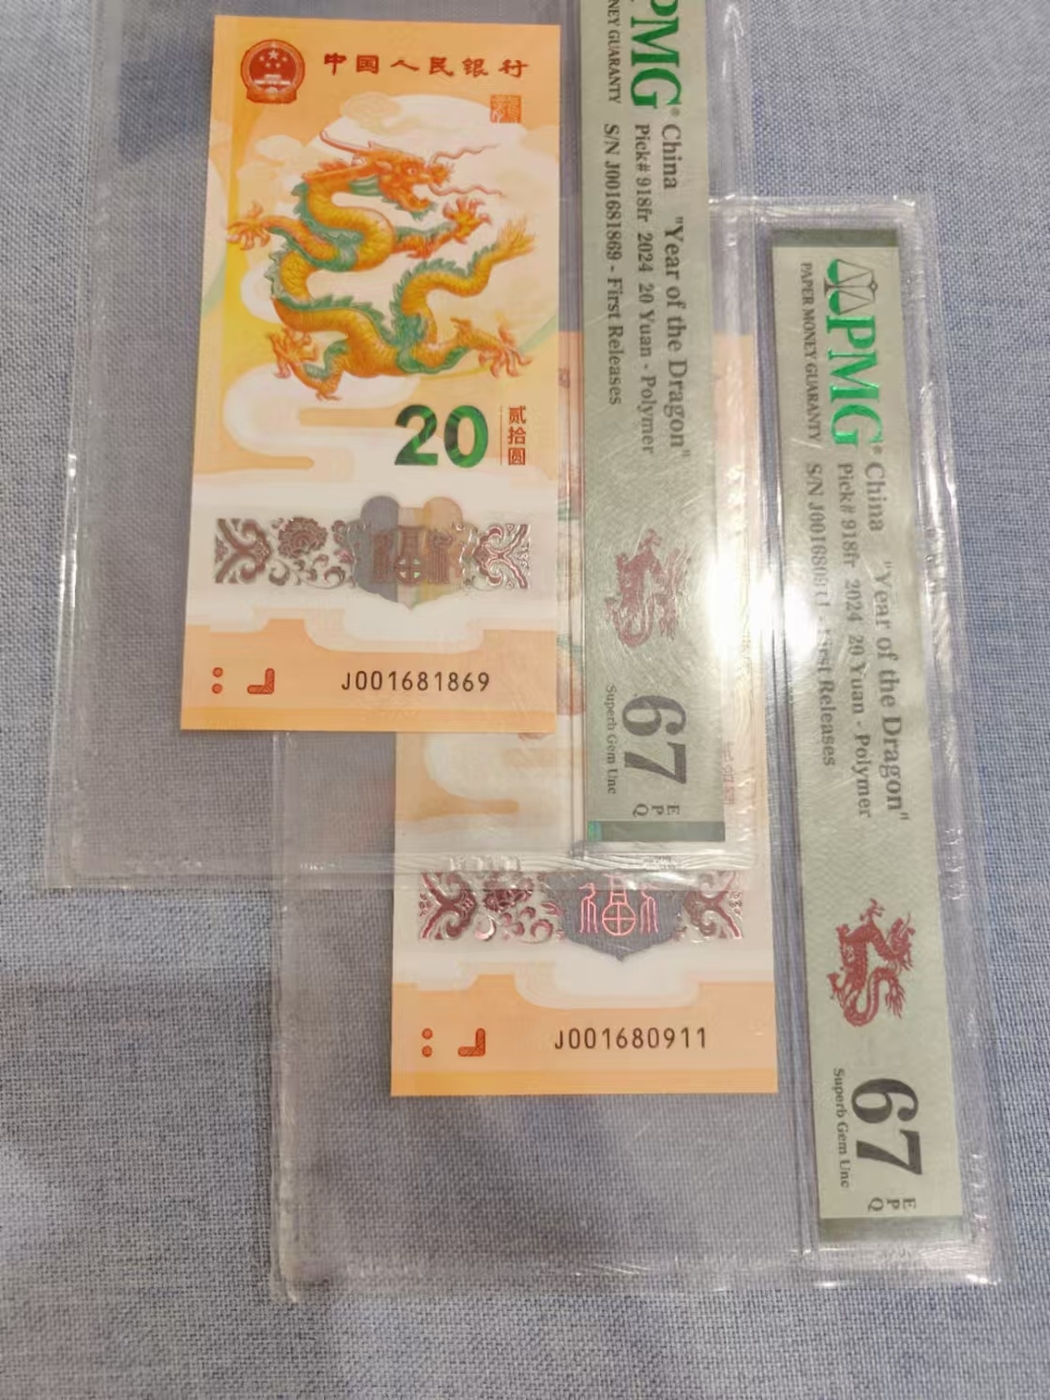 中国人民银行
20
贰拾圆
J001681869
PMG®
NEY GUARANTY
China "Year of the Dragon"
Pick# 918fr 2024 20 Yuan - Polymer
S/N J001681869 - First Releases
67
EPQ
Superb Gem Unc
福
J001680911
PMG®
PAPER MONEY GUARANTY
China "Year of the Dragon"
Pick# 918fr 2024 20 Yuan - Polymer
S/N First Releases
67
EPQ
Superb Gem Unc